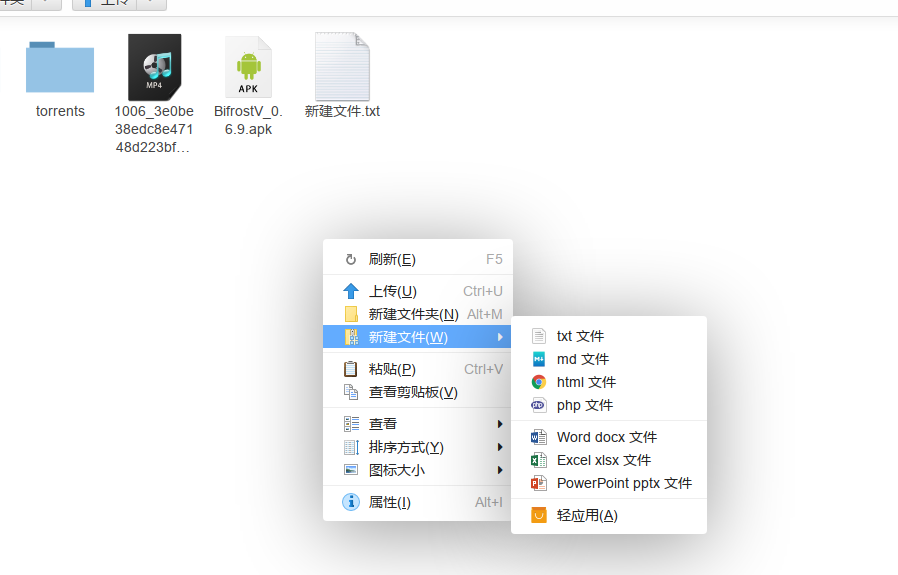 上传
torrents
MP4
1006_3e0be
38edc8e471
48d223bf…
APK
BifrostV_0.
6.9.apk
新建文件.txt
刷新(E) F5
上传(U) Ctrl+U
新建文件夹(N) Alt+M
新建文件(W)
粘贴(P) Ctrl+V
查看剪贴板(V)
查看
排序方式(Y)
图标大小
属性(I) Alt+I
txt 文件
md 文件
html 文件
php 文件
Word docx 文件
Excel xlsx 文件
PowerPoint pptx 文件
轻应用(A)